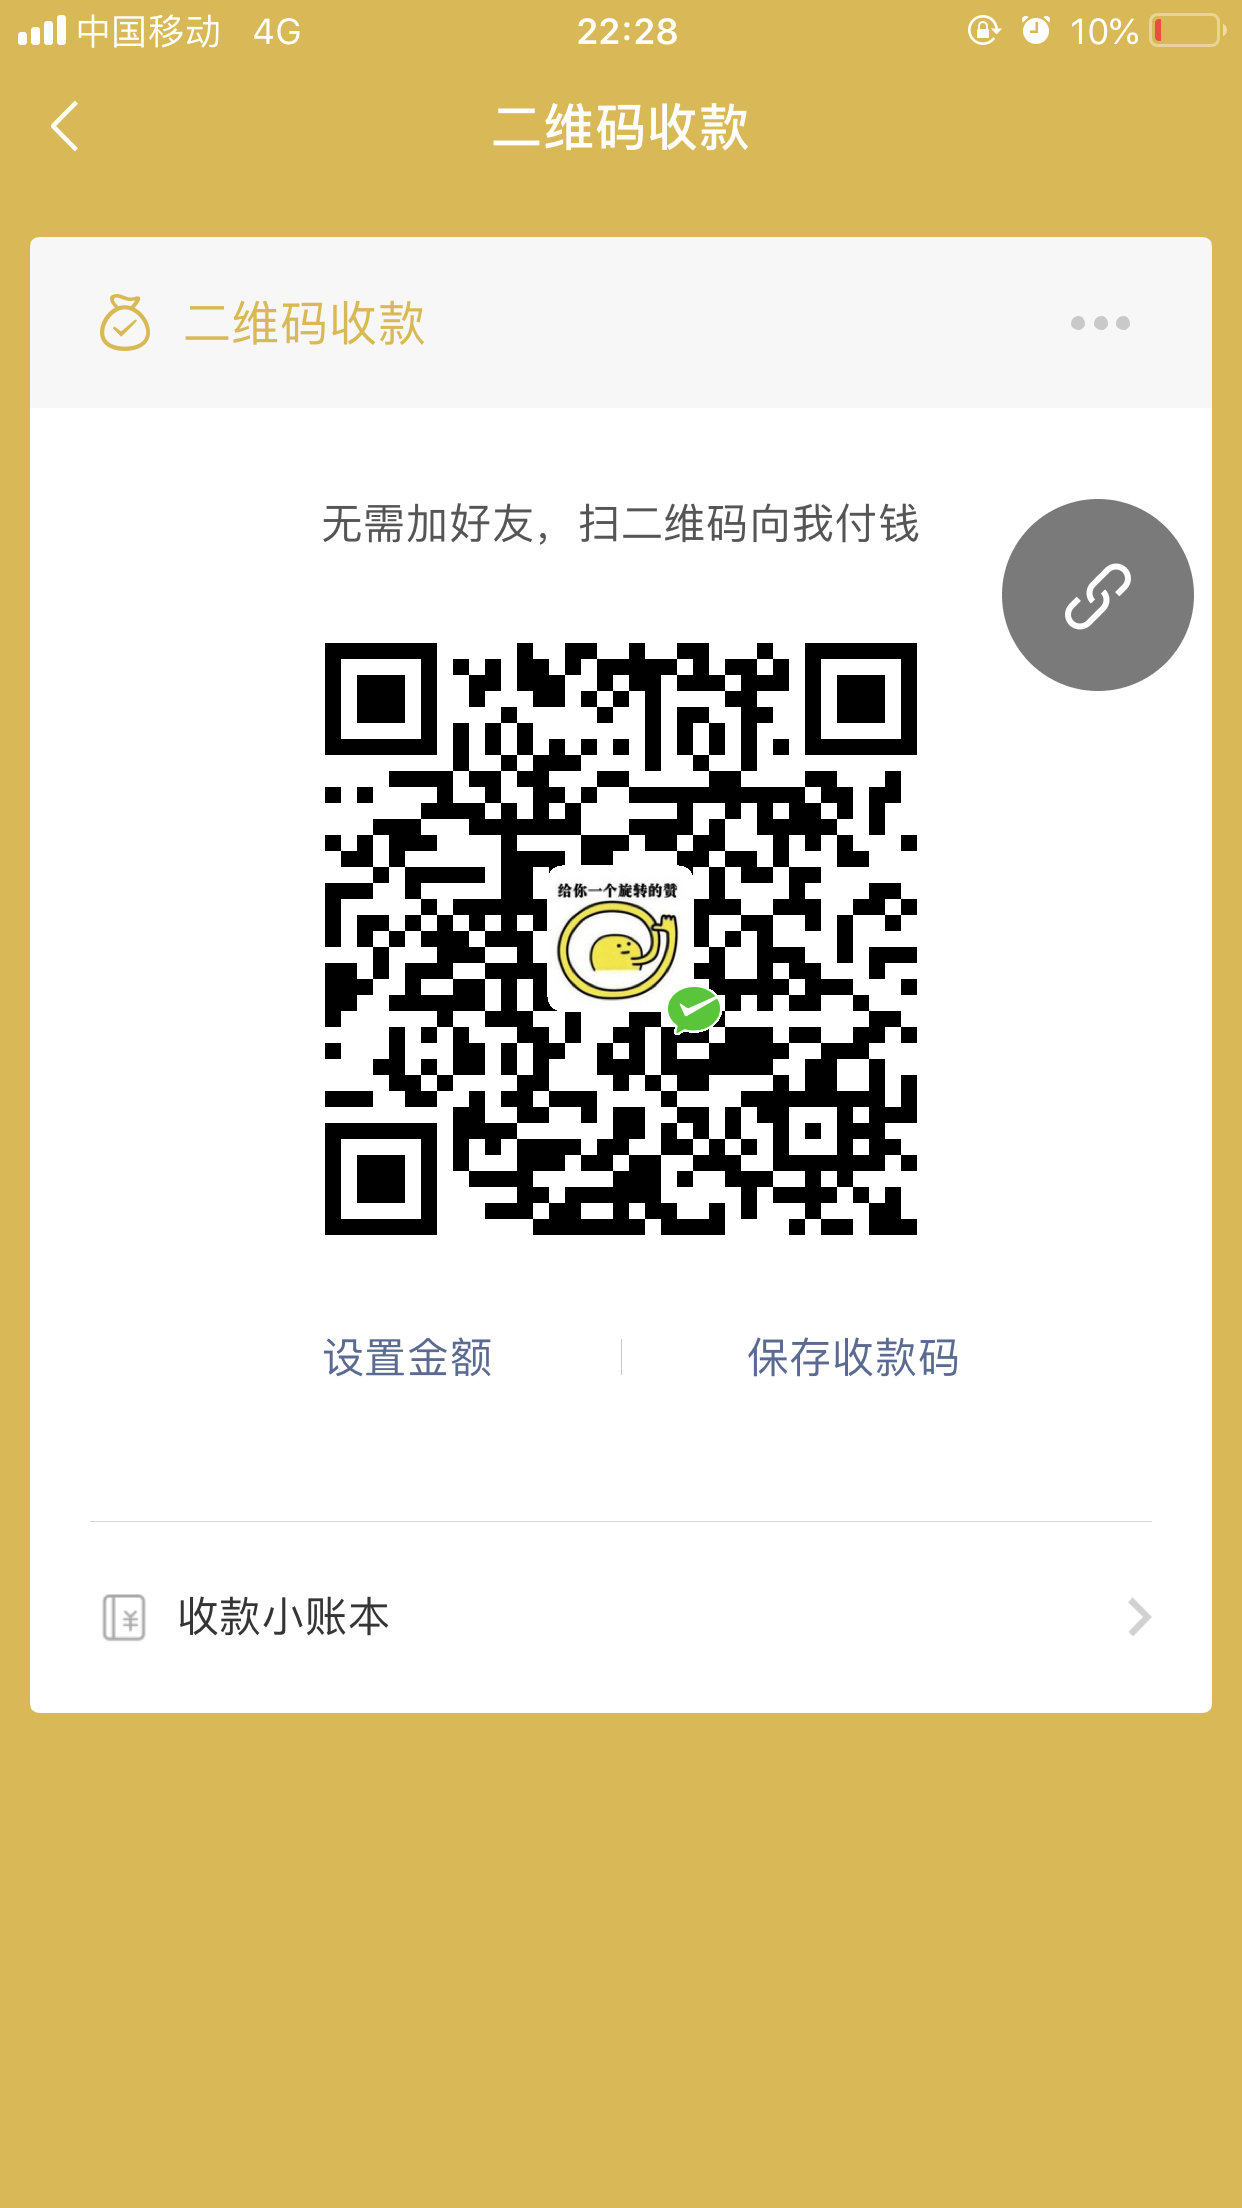 中国移动 4G 22:28 10%
二维码收款
二维码收款
无需加好友，扫二维码向我付钱
给你一个旋转的赞
设置金额 保存收款码
收款小账本